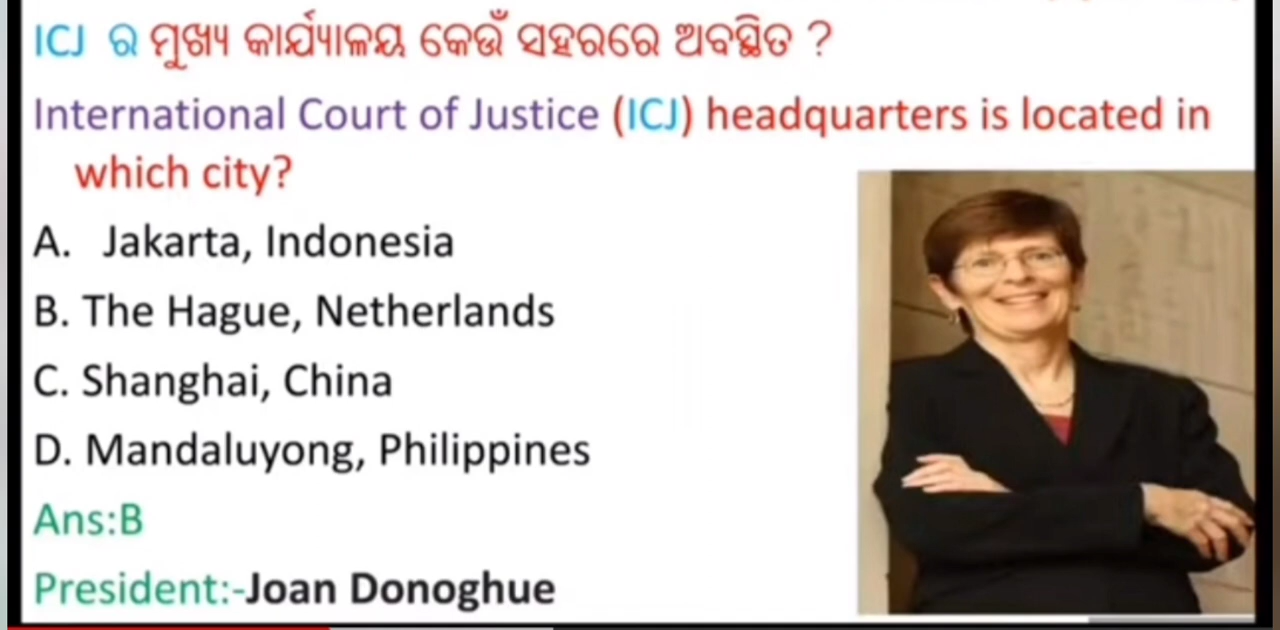 ICJ ର ମୁଖ୍ୟ କାର୍ଯ୍ୟାଳୟ କେଉଁ ସହରରେ ଅବସ୍ଥିତ ?
International Court of Justice (ICJ) headquarters is located in
which city?
A. Jakarta, Indonesia
B. The Hague, Netherlands
C. Shanghai, China
D. Mandaluyong, Philippines
Ans:B
President:-Joan Donoghue